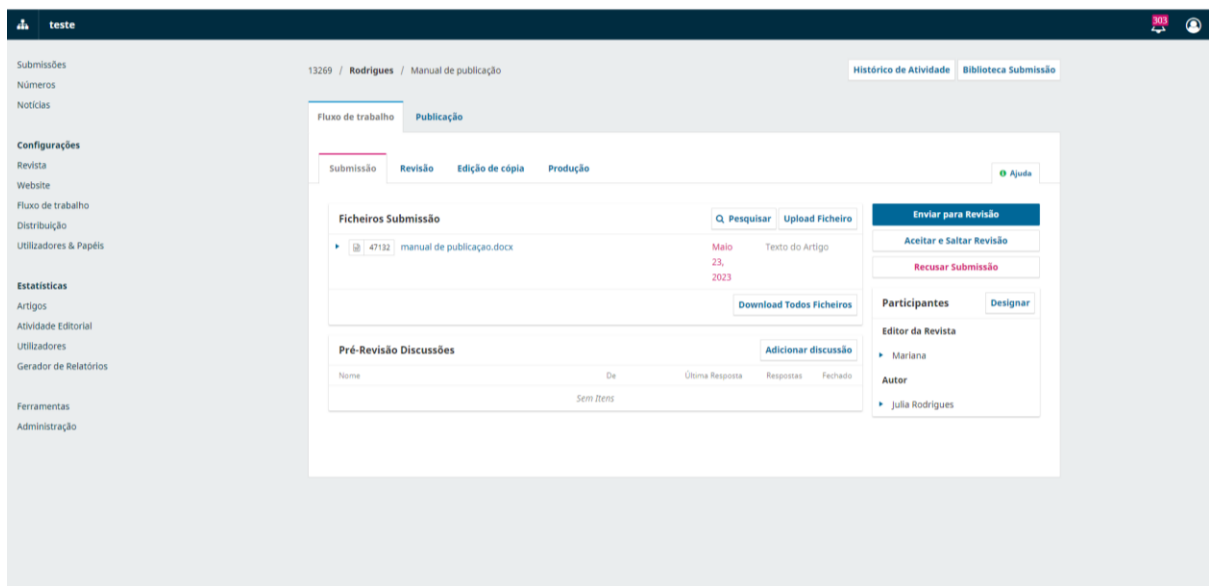 teste
303
Submissões
Números
Notícias
Configurações
Revista
Website
Fluxo de trabalho
Distribuição
Utilizadores & Papéis
Estatísticas
Artigos
Atividade Editorial
Utilizadores
Gerador de Relatórios
Ferramentas
Administração
13269 / Rodrigues / Manual de publicação
Histórico de Atividade Biblioteca Submissão
Fluxo de trabalho Publicação
Submissão Revisão Edição de cópia Produção
Ajuda
Ficheiros Submissão Pesquisar Upload Ficheiro
47132 manual de publicaçao.docx Maio 23, 2023 Texto do Artigo
Download Todos Ficheiros
Pré-Revisão Discussões Adicionar discussão
Nome De Última Resposta Respostas Fechado
Sem Itens
Enviar para Revisão
Aceitar e Saltar Revisão
Recusar Submissão
Participantes Designar
Editor da Revista
Mariana
Autor
Julia Rodrigues